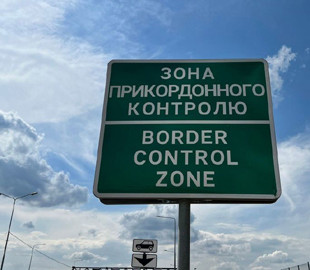 ЗОНА
ПРИКОРДОННОГО
КОНТРОЛЮ
BORDER
CONTROL
ZONE